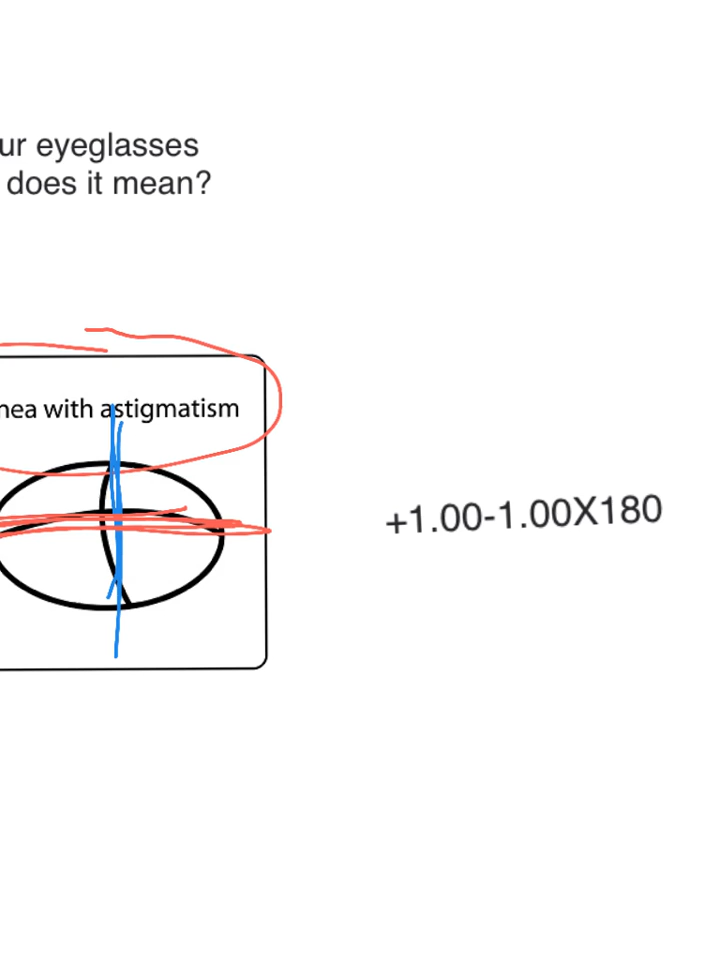 ur eyeglasses
does it mean?
nea with astigmatism
+1.00-1.00X180